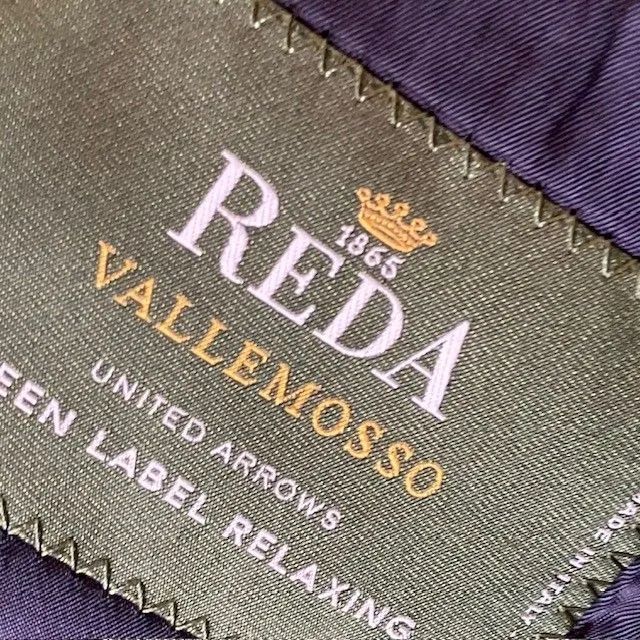 1865
REDA
VALLEMOSSO
UNITED ARROWS
EEN LABEL RELAXING
MADE IN ITALY